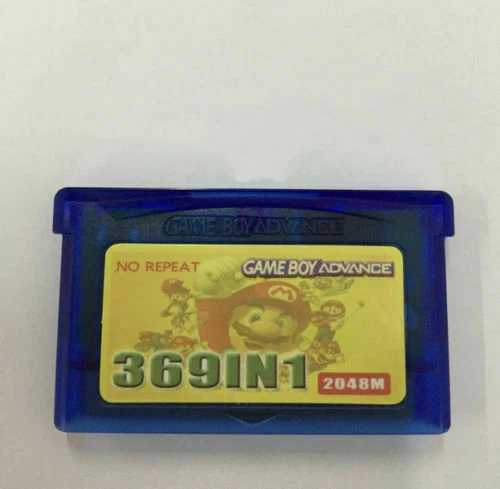 GAME BOY ADVANCE
NO REPEAT
GAME BOY ADVANCE
M
369IN1
2048M